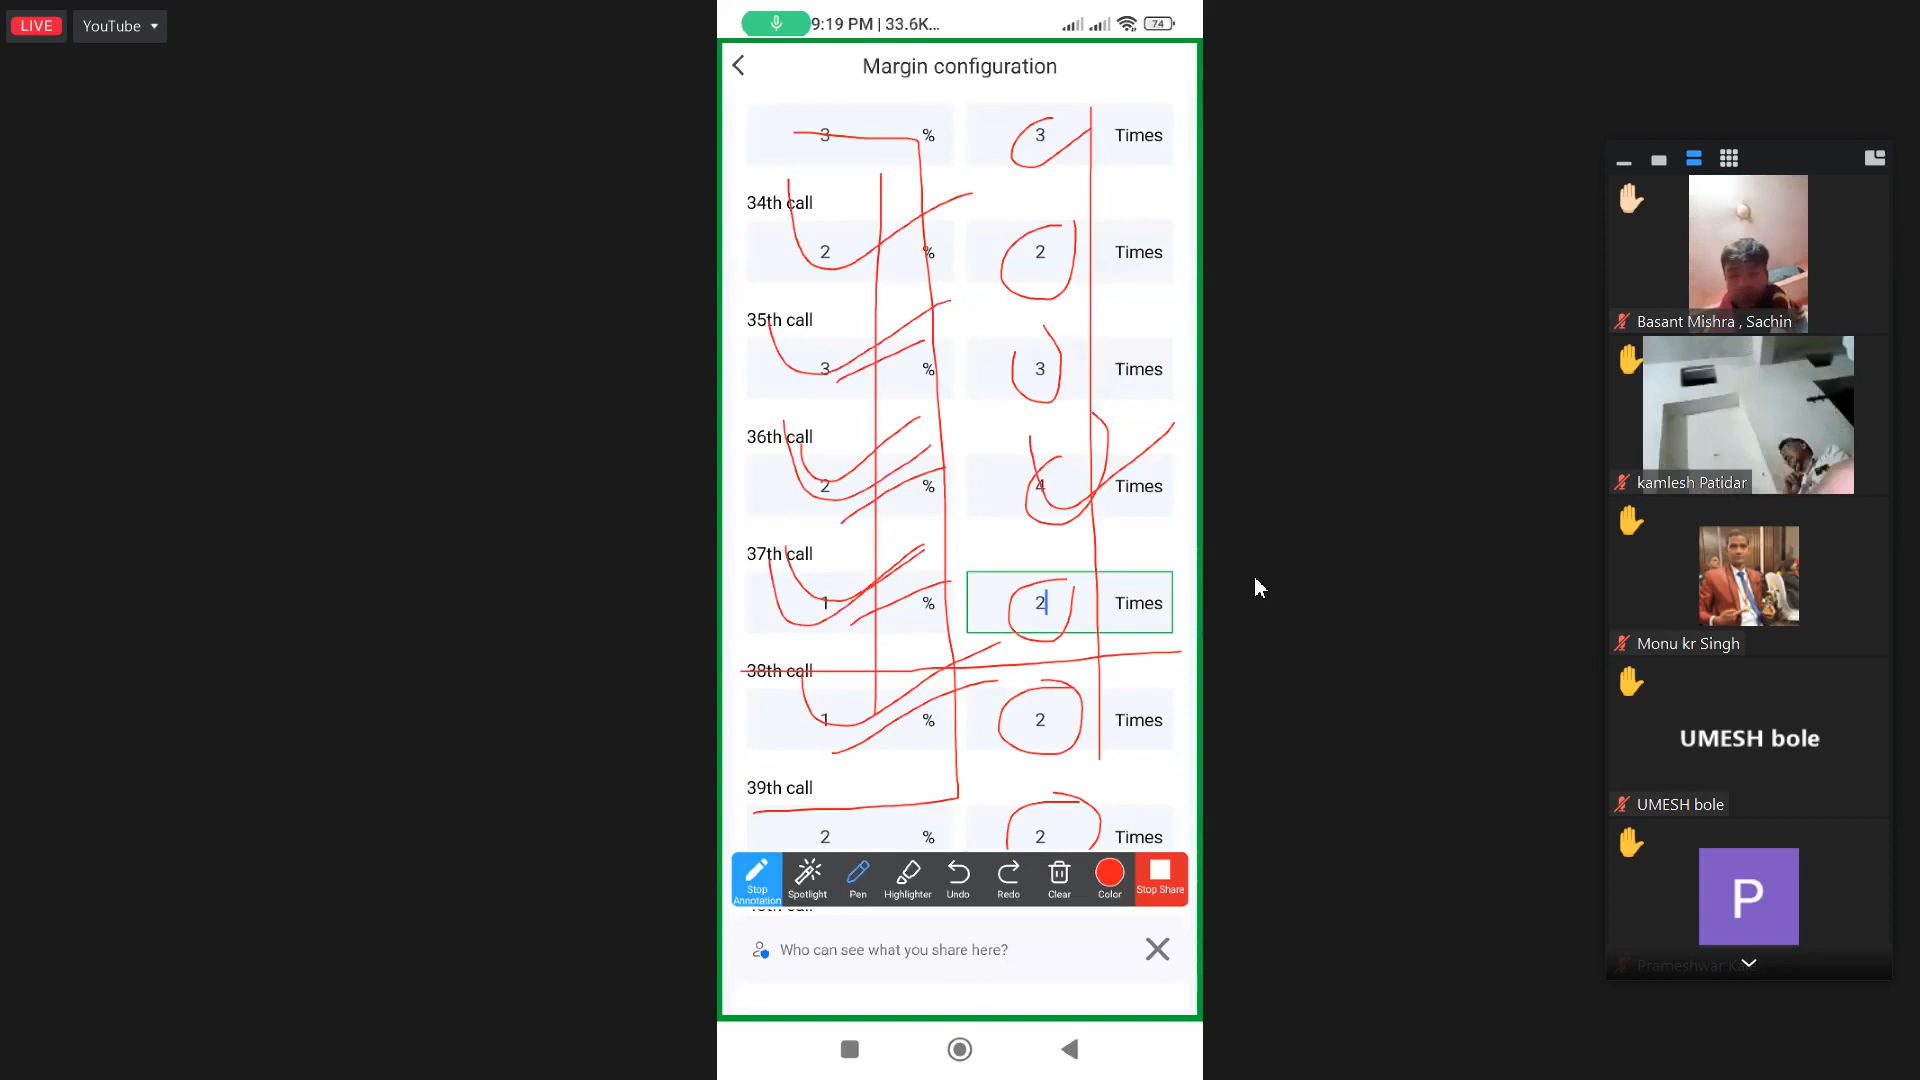 LIVE
YouTube
9:19 PM | 33.6K...
74
Margin configuration
3 % 3 Times
34th call
2 % 2 Times
35th call
3 % 3 Times
36th call
2 % 4 Times
37th call
1 % 2 Times
38th call
1 % 2 Times
39th call
2 % 2 Times
Stop Annotation
Spotlight
Pen
Highlighter
Undo
Redo
Clear
Color
Stop Share
Who can see what you share here?
Basant Mishra , Sachin
kamlesh Patidar
Monu kr Singh
UMESH bole
UMESH bole
P
Prameshwar